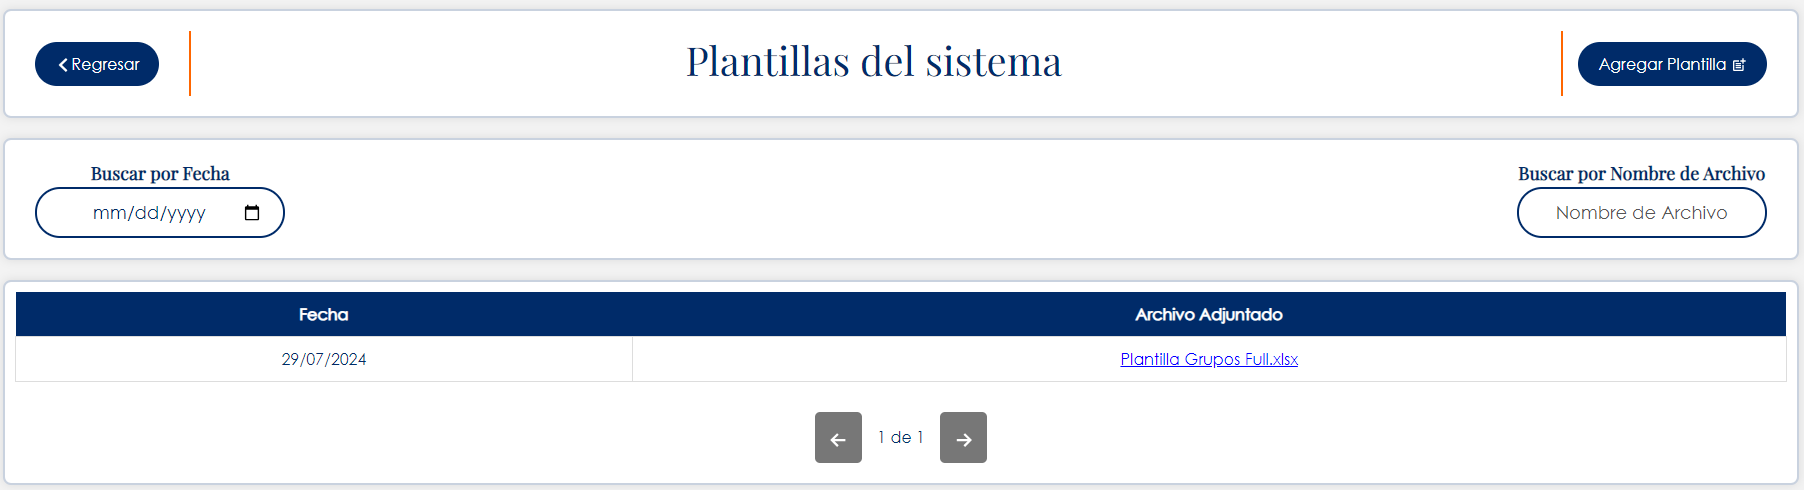 Regresar
Plantillas del sistema
Agregar Plantilla
Buscar por Fecha
mm/dd/yyyy
Buscar por Nombre de Archivo
Nombre de Archivo
Fecha Archivo Adjuntado
29/07/2024 Plantilla Grupos Full.xlsx
1 de 1